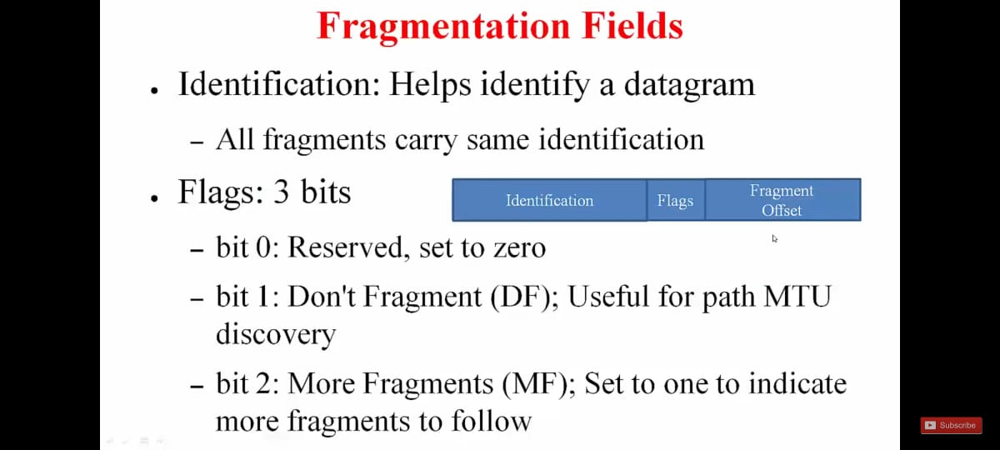 Fragmentation Fields
• Identification: Helps identify a datagram
– All fragments carry same identification
• Flags: 3 bits
Identification Flags Fragment Offset
– bit 0: Reserved, set to zero
– bit 1: Don't Fragment (DF); Useful for path MTU
discovery
– bit 2: More Fragments (MF); Set to one to indicate
more fragments to follow
Subscribe